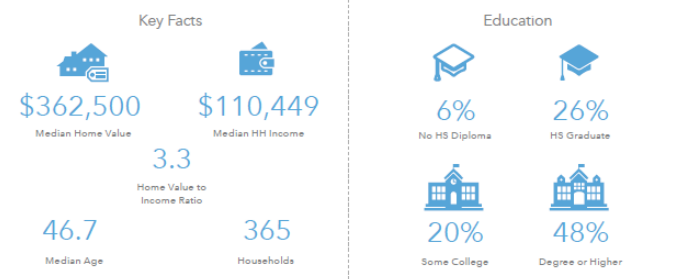 Key Facts
$362,500
Median Home Value
$110,449
Median HH Income
3.3
Home Value to
Income Ratio
46.7
Median Age
365
Households
Education
6%
No HS Diploma
26%
HS Graduate
20%
Some College
48%
Degree or Higher